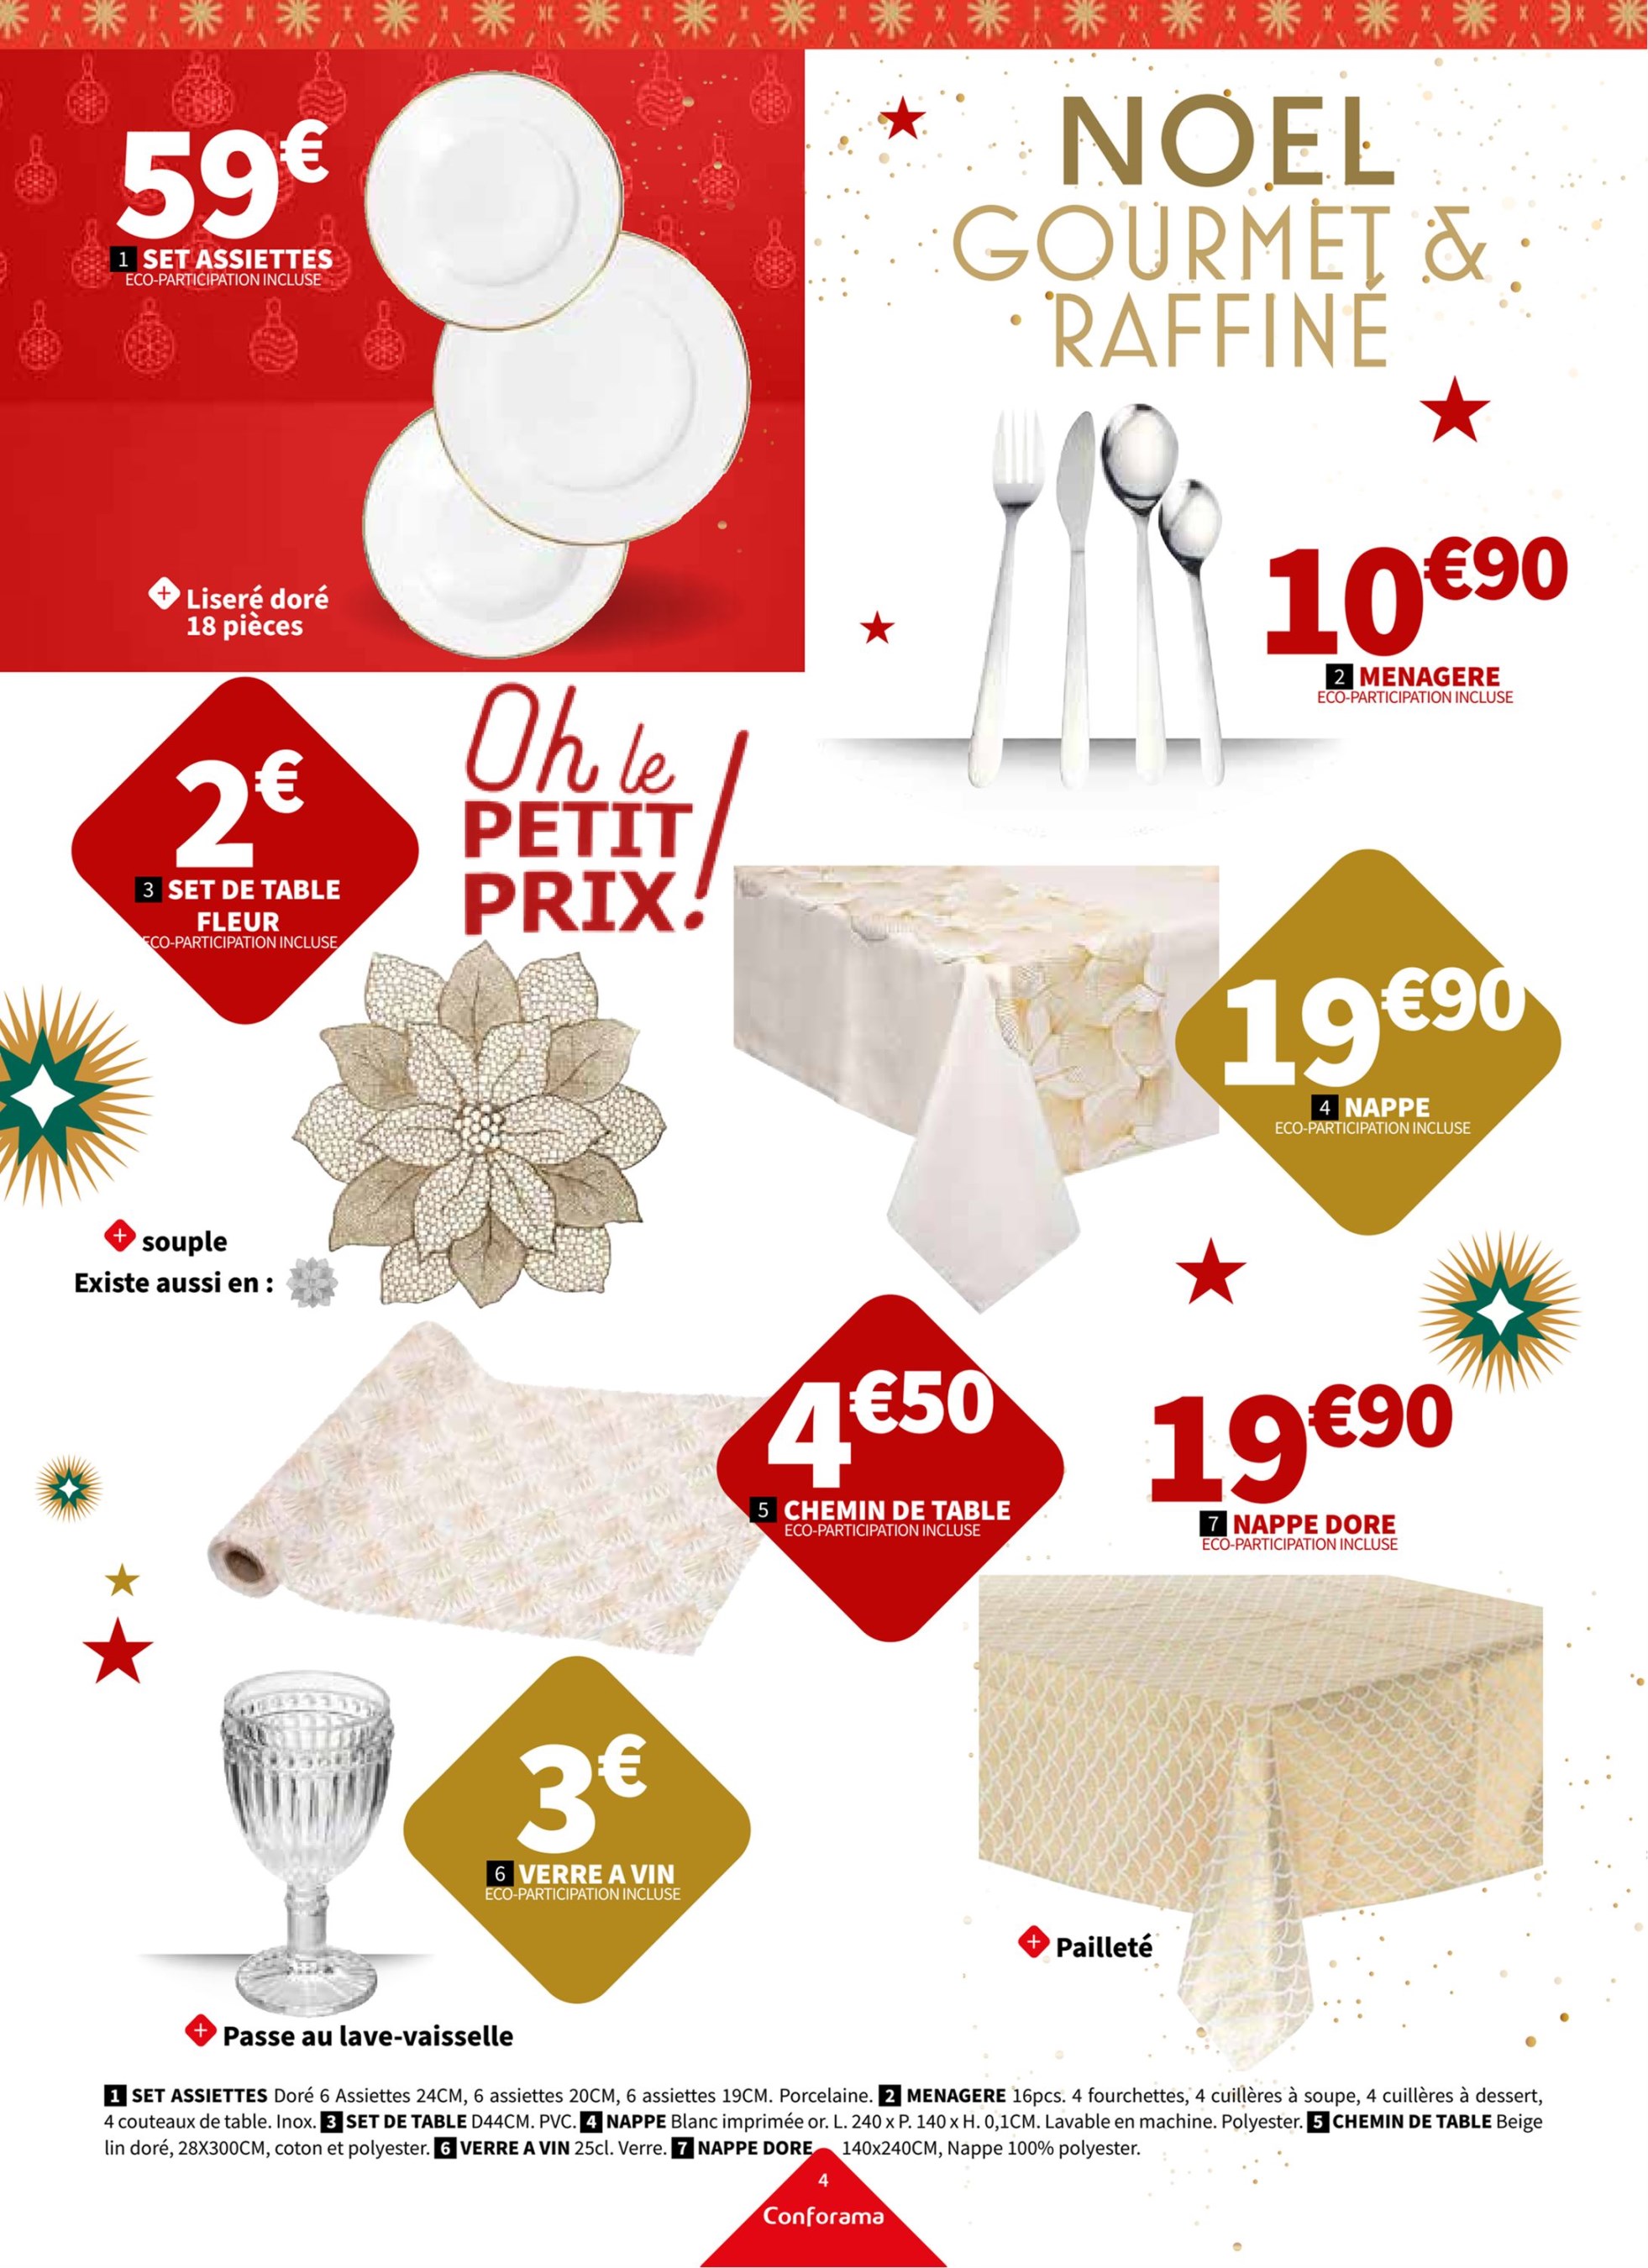 59€
1 SET ASSIETTES
ECO-PARTICIPATION INCLUSE
Liseré doré
18 pièces
NOEL
GOURMET &
RAFFINÉ
10€90
2 MENAGERE
ECO-PARTICIPATION INCLUSE
2€
3 SET DE TABLE
FLEUR
ECO-PARTICIPATION INCLUSE
Oh le
PETIT
PRIX!
19€90
4 NAPPE
ECO-PARTICIPATION INCLUSE
+ souple
Existe aussi en :
4€50
5 CHEMIN DE TABLE
ECO-PARTICIPATION INCLUSE
19€90
7 NAPPE DORE
ECO-PARTICIPATION INCLUSE
3€
6 VERRE A VIN
ECO-PARTICIPATION INCLUSE
+ Pailleté
+ Passe au lave-vaisselle
1 SET ASSIETTES Doré 6 Assiettes 24CM, 6 assiettes 20CM, 6 assiettes 19CM. Porcelaine. 2 MENAGERE 16pcs. 4 fourchettes, 4 cuillères à soupe, 4 cuillères à dessert,
4 couteaux de table. Inox. 3 SET DE TABLE D44CM. PVC. 4 NAPPE Blanc imprimée or. L. 240 x P. 140 x H. 0,1CM. Lavable en machine. Polyester. 5 CHEMIN DE TABLE Beige
lin doré, 28X300CM, coton et polyester. 6 VERRE A VIN 25cl. Verre. 7 NAPPE DORE 140x240CM, Nappe 100% polyester.
4
Conforama